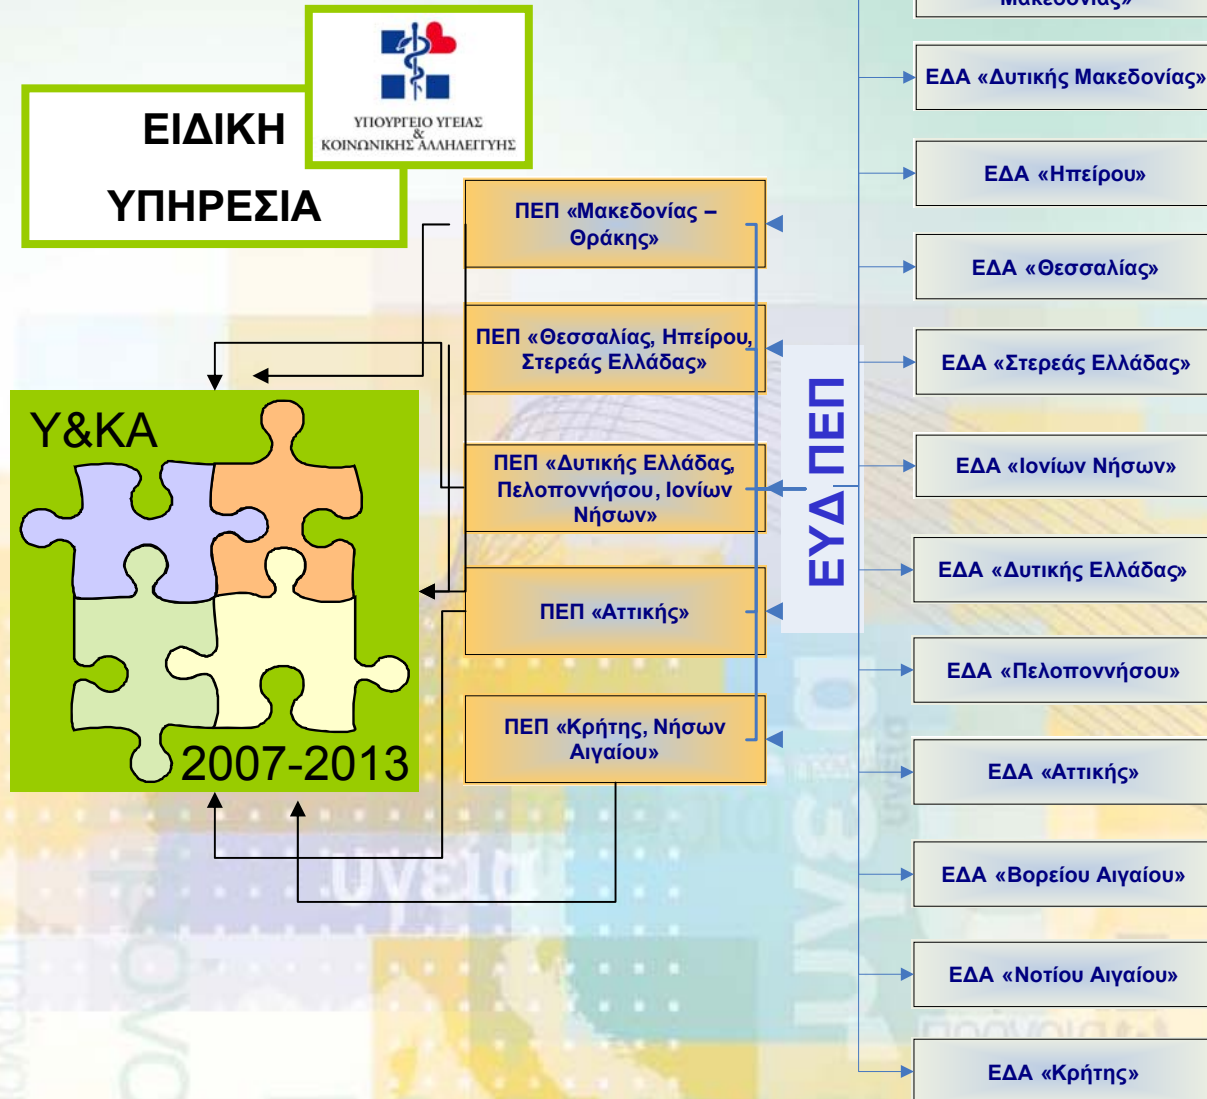 ΕΙΔΙΚΗ
ΥΠΗΡΕΣΙΑ
ΥΠΟΥΡΓΕΙΟ ΥΓΕΙΑΣ
&
ΚΟΙΝΩΝΙΚΗΣ ΑΛΛΗΛΕΓΓΥΗΣ
Υ&ΚΑ
2007-2013
ΠΕΠ «Μακεδονίας –
Θράκης»
ΠΕΠ «Θεσσαλίας, Ηπείρου,
Στερεάς Ελλάδας»
ΠΕΠ «Δυτικής Ελλάδας,
Πελοποννήσου, Ιονίων
Νήσων»
ΠΕΠ «Αττικής»
ΠΕΠ «Κρήτης, Νήσων
Αιγαίου»
ΕΥΔ ΠΕΠ
Μακεδονίας»
ΕΔΑ «Δυτικής Μακεδονίας»
ΕΔΑ «Ηπείρου»
ΕΔΑ «Θεσσαλίας»
ΕΔΑ «Στερεάς Ελλάδας»
ΕΔΑ «Ιονίων Νήσων»
ΕΔΑ «Δυτικής Ελλάδας»
ΕΔΑ «Πελοποννήσου»
ΕΔΑ «Αττικής»
ΕΔΑ «Βορείου Αιγαίου»
ΕΔΑ «Νοτίου Αιγαίου»
ΕΔΑ «Κρήτης»
υγεία